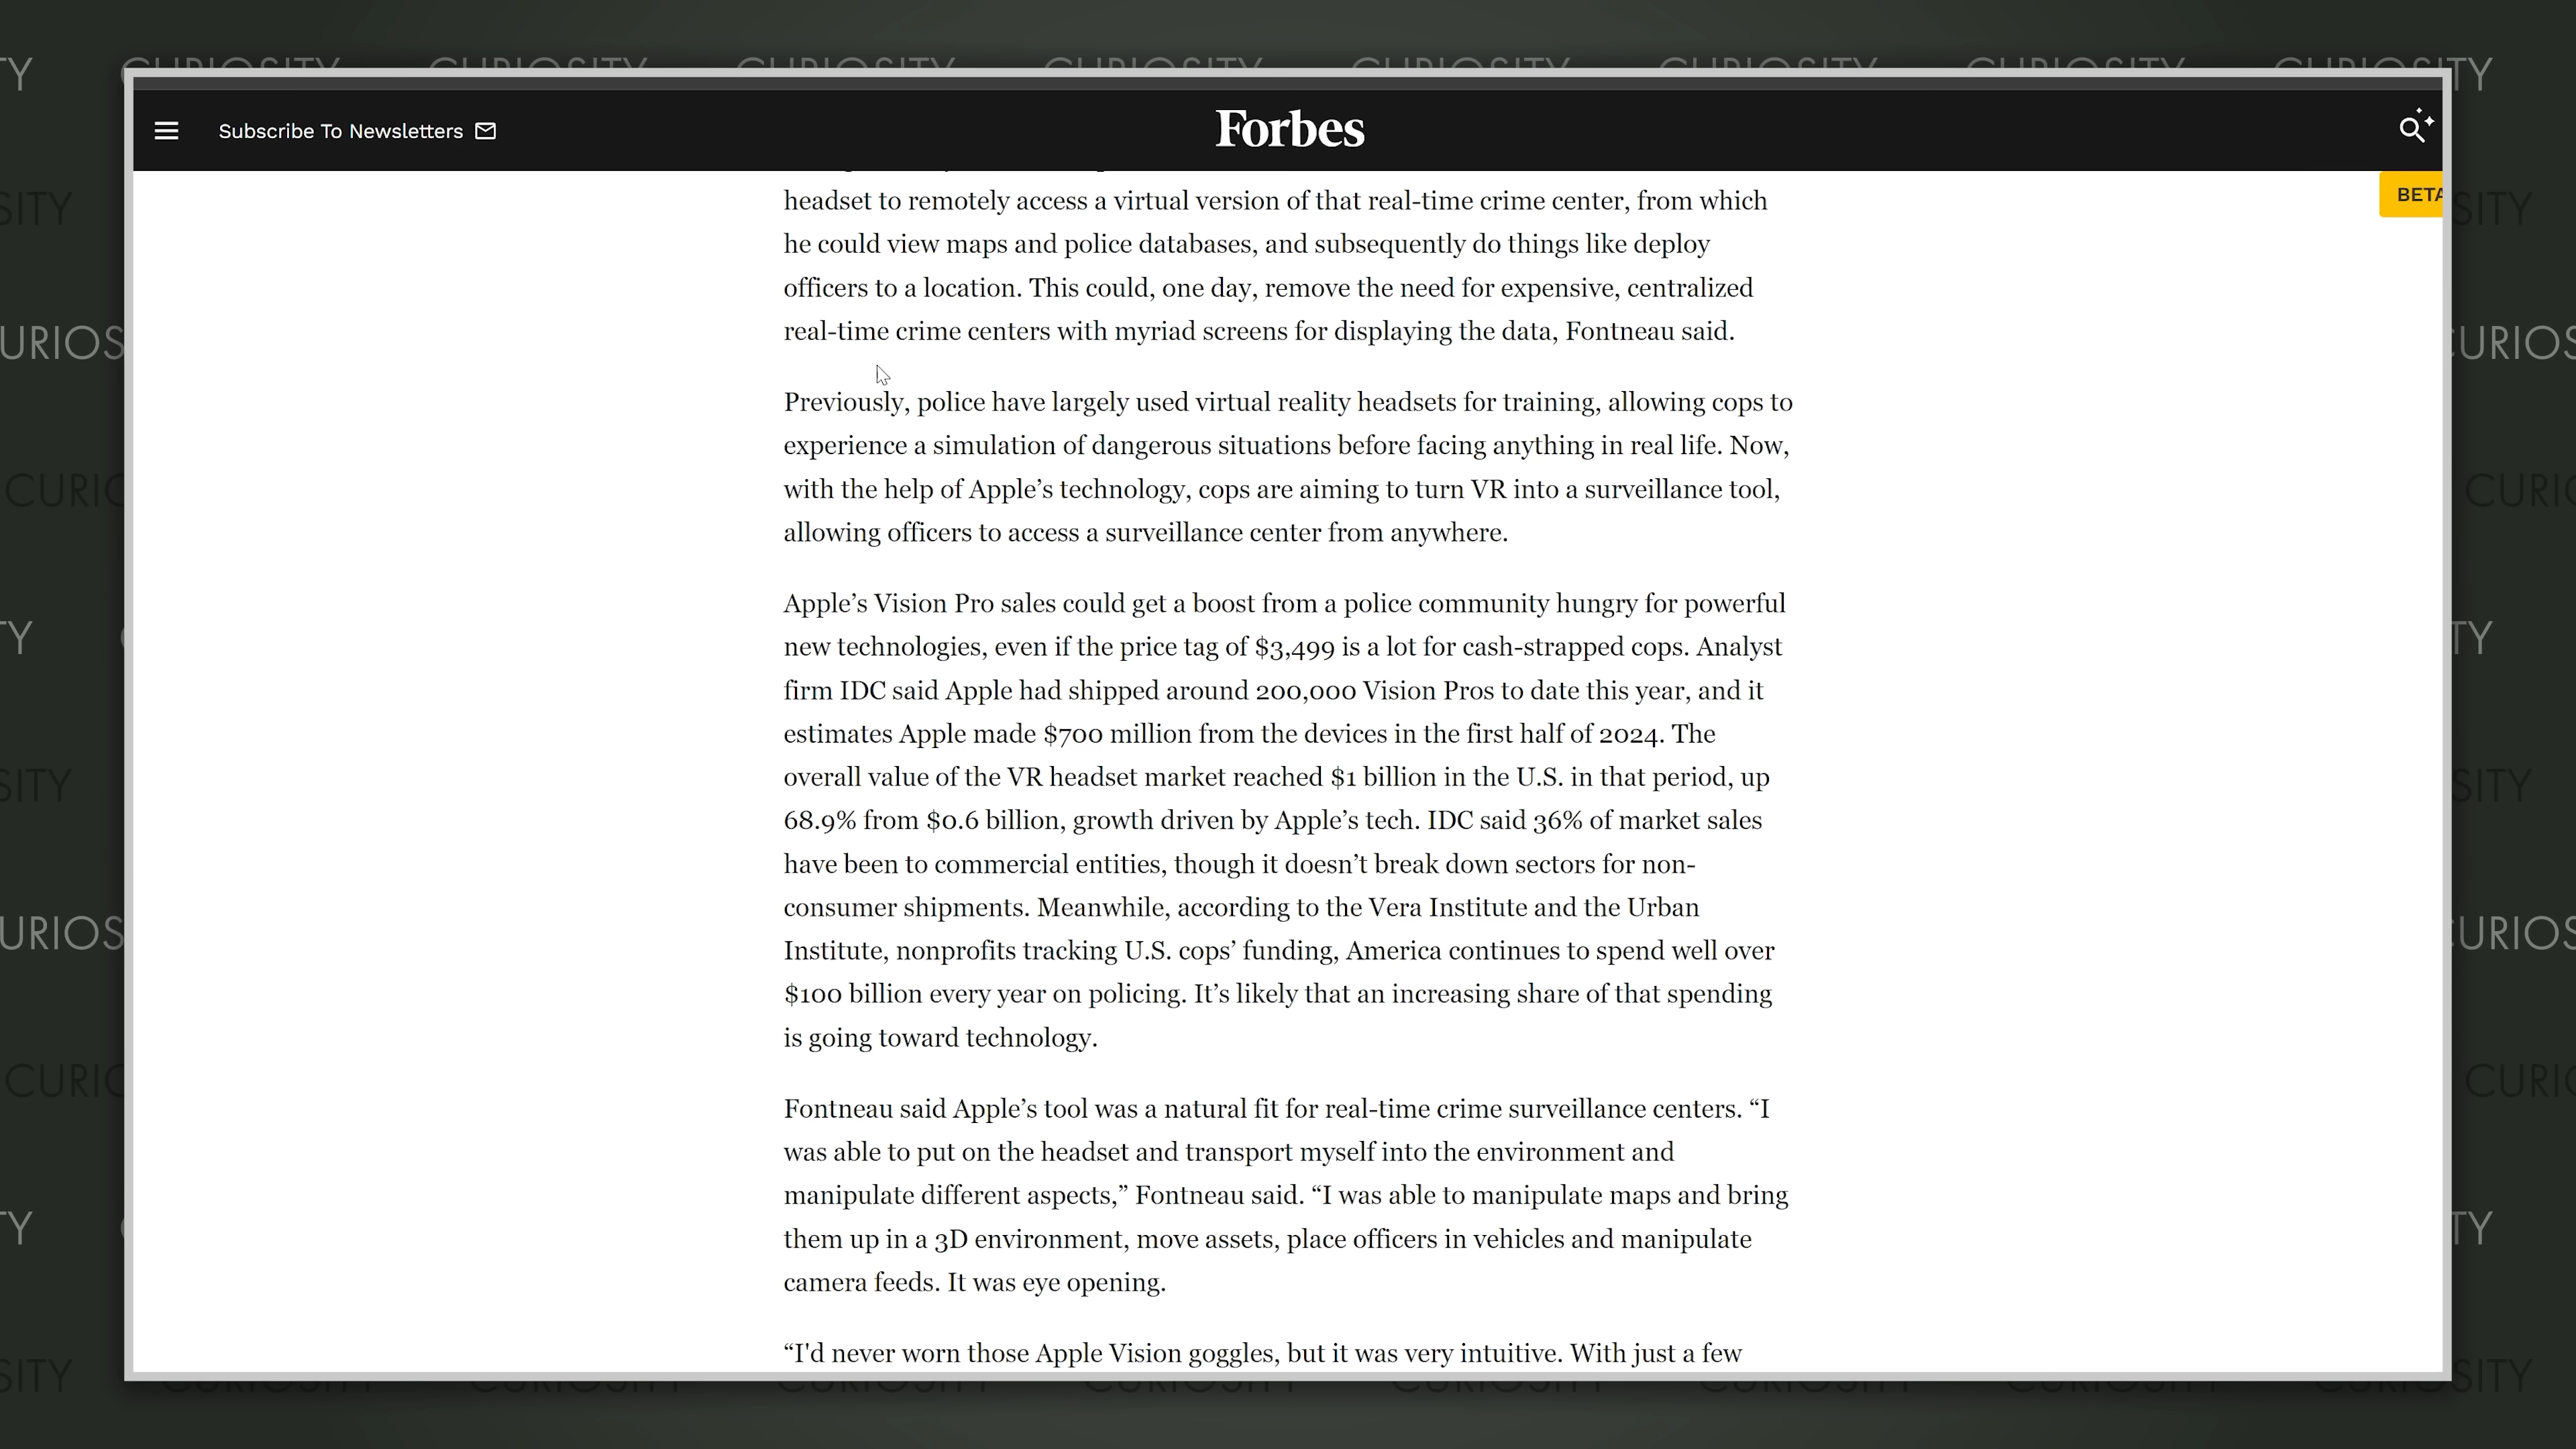 CURIOSITY CURIOSITY CURIOSITY CURIOSITY CURIOSITY CURIOSITY CURIOSITY CURIOSITY
Subscribe To Newsletters
Forbes
BETA
headset to remotely access a virtual version of that real-time crime center, from which
he could view maps and police databases, and subsequently do things like deploy
officers to a location. This could, one day, remove the need for expensive, centralized
real-time crime centers with myriad screens for displaying the data, Fontneau said.
Previously, police have largely used virtual reality headsets for training, allowing cops to
experience a simulation of dangerous situations before facing anything in real life. Now,
with the help of Apple’s technology, cops are aiming to turn VR into a surveillance tool,
allowing officers to access a surveillance center from anywhere.
Apple’s Vision Pro sales could get a boost from a police community hungry for powerful
new technologies, even if the price tag of $3,499 is a lot for cash-strapped cops. Analyst
firm IDC said Apple had shipped around 200,000 Vision Pros to date this year, and it
estimates Apple made $700 million from the devices in the first half of 2024. The
overall value of the VR headset market reached $1 billion in the U.S. in that period, up
68.9% from $0.6 billion, growth driven by Apple’s tech. IDC said 36% of market sales
have been to commercial entities, though it doesn’t break down sectors for non-
consumer shipments. Meanwhile, according to the Vera Institute and the Urban
Institute, nonprofits tracking U.S. cops’ funding, America continues to spend well over
$100 billion every year on policing. It’s likely that an increasing share of that spending
is going toward technology.
Fontneau said Apple’s tool was a natural fit for real-time crime surveillance centers. “I
was able to put on the headset and transport myself into the environment and
manipulate different aspects,” Fontneau said. “I was able to manipulate maps and bring
them up in a 3D environment, move assets, place officers in vehicles and manipulate
camera feeds. It was eye opening.
“I'd never worn those Apple Vision goggles, but it was very intuitive. With just a few